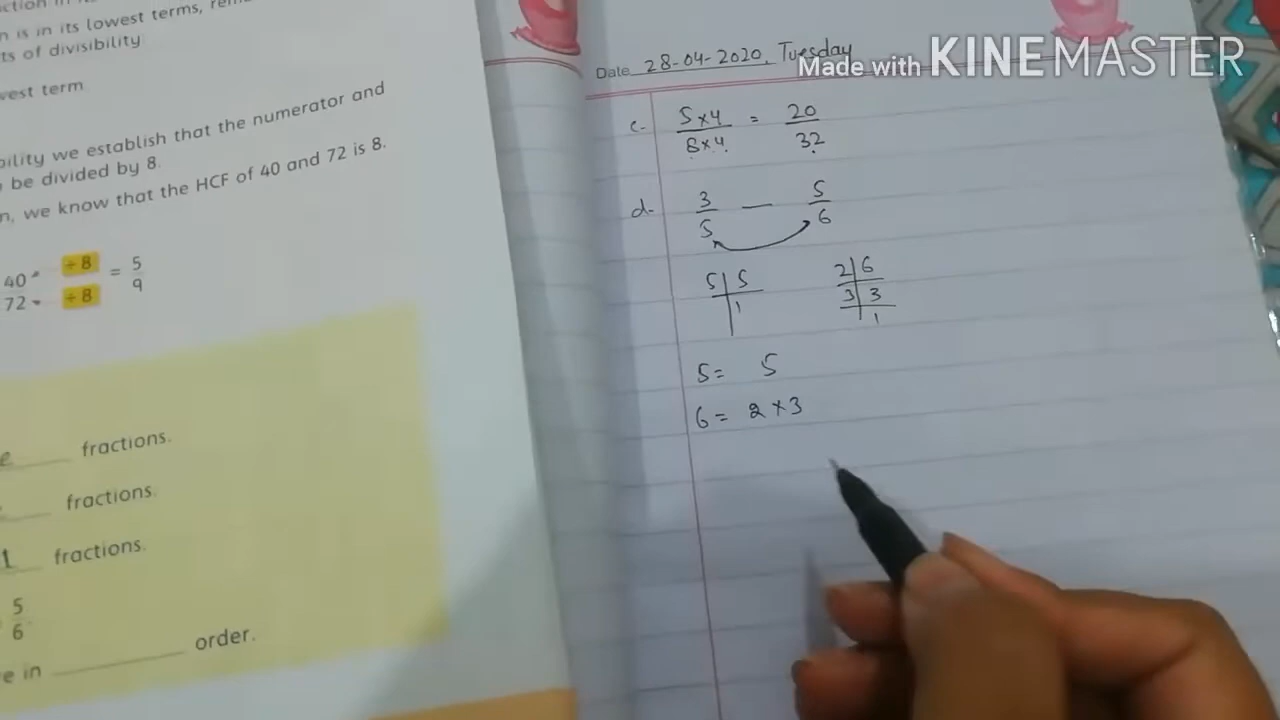 n is in its lowest terms,
ts of divisibility
west term
bility we establish that the numerator and
be divided by 8.
n, we know that the HCF of 40 and 72 is 8.
40 ÷ 8 = 5
72 ÷ 8 9
e fractions.
fractions.
t fractions.
5
6
e in order.
Made with KINEMASTER
Date 28-04-2020, Tuesday
c. 5×4 = 20
8×4 32
d. 3 — 5
5 6
5 5 2 6
1 3 3
1
5 = 5
6 = 2 × 3